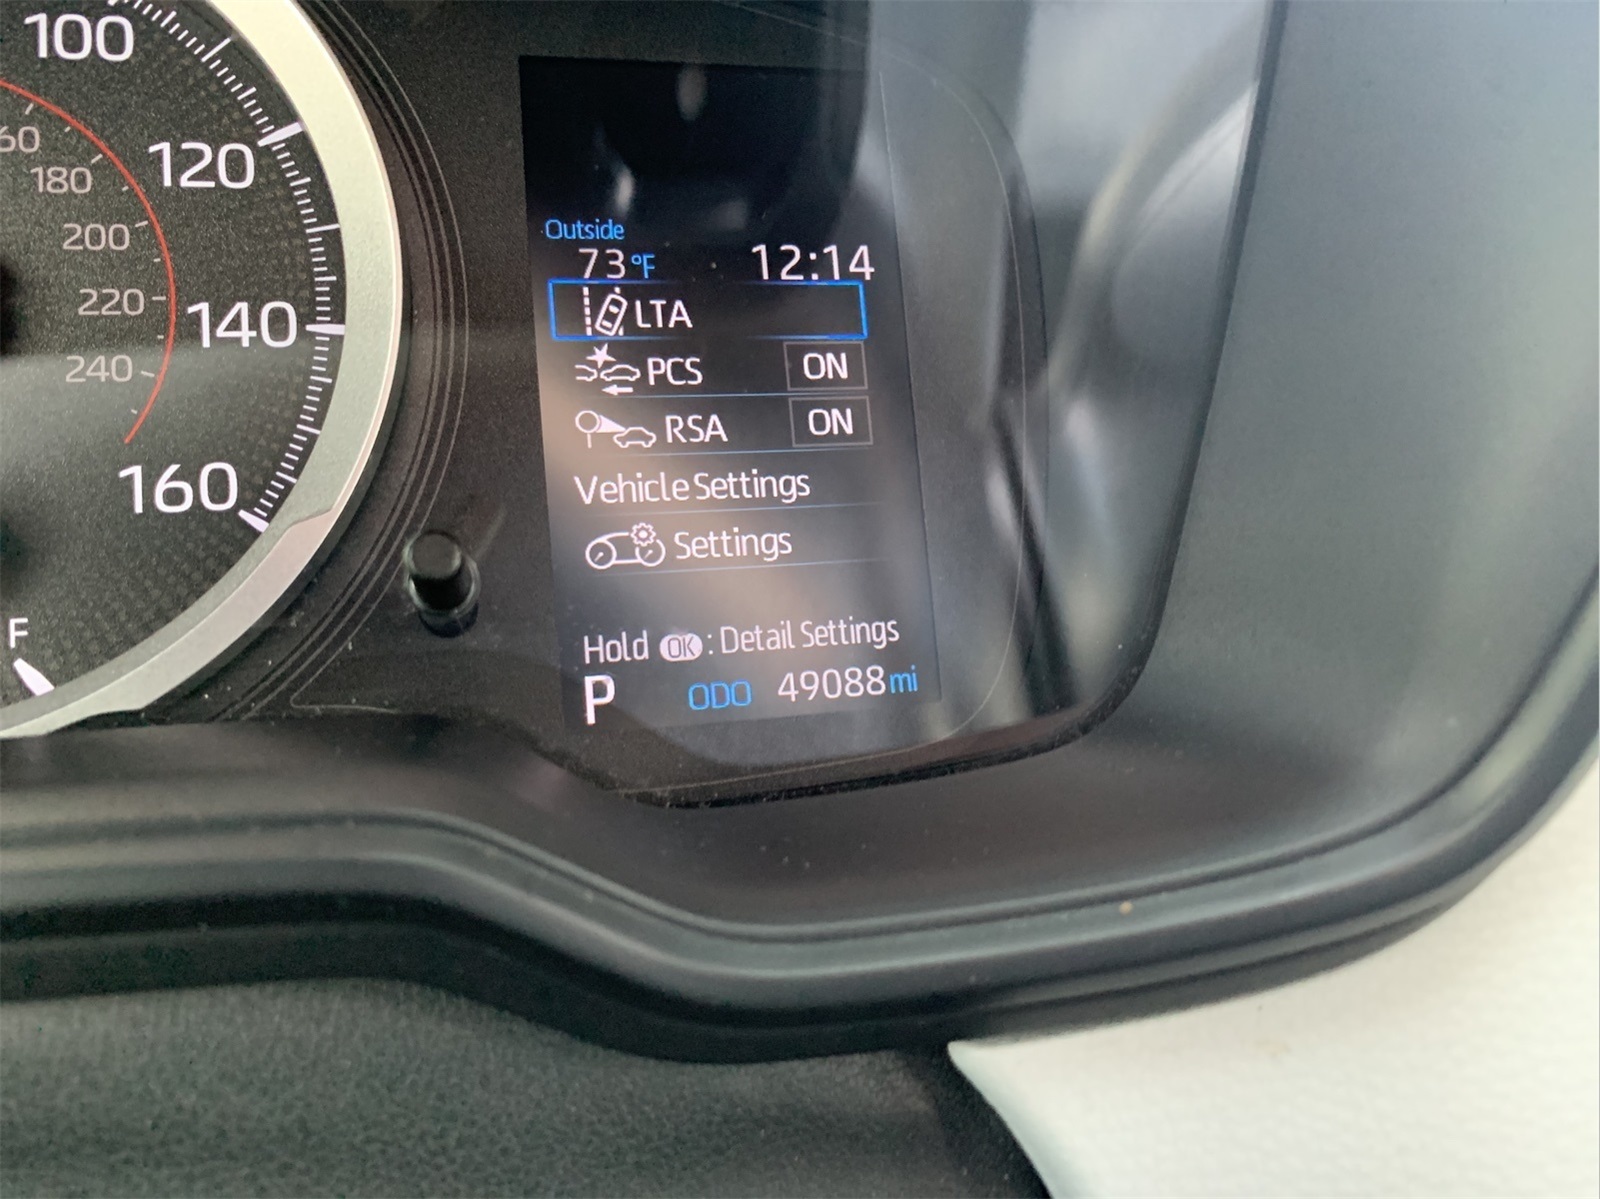 100
120
140
160
180
200
220
240
F
Outside
73°F 12:14
LTA
PCS ON
RSA ON
Vehicle Settings
Settings
Hold OK : Detail Settings
P ODO 49088 mi